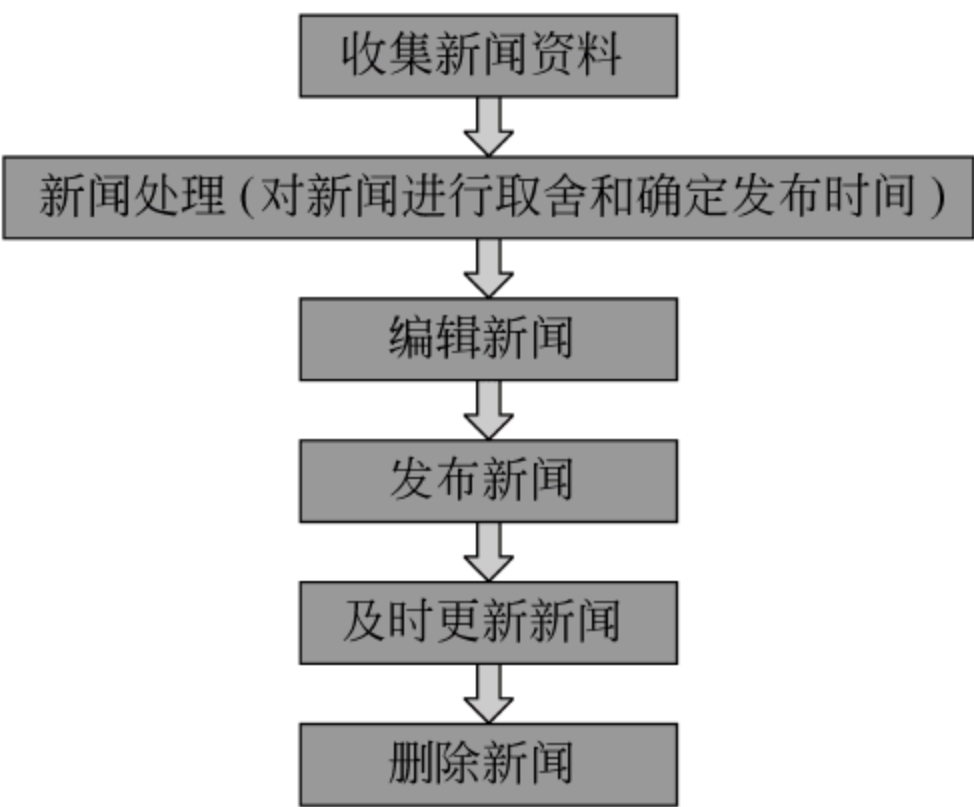 收集新闻资料
新闻处理(对新闻进行取舍和确定发布时间)
编辑新闻
发布新闻
及时更新新闻
删除新闻